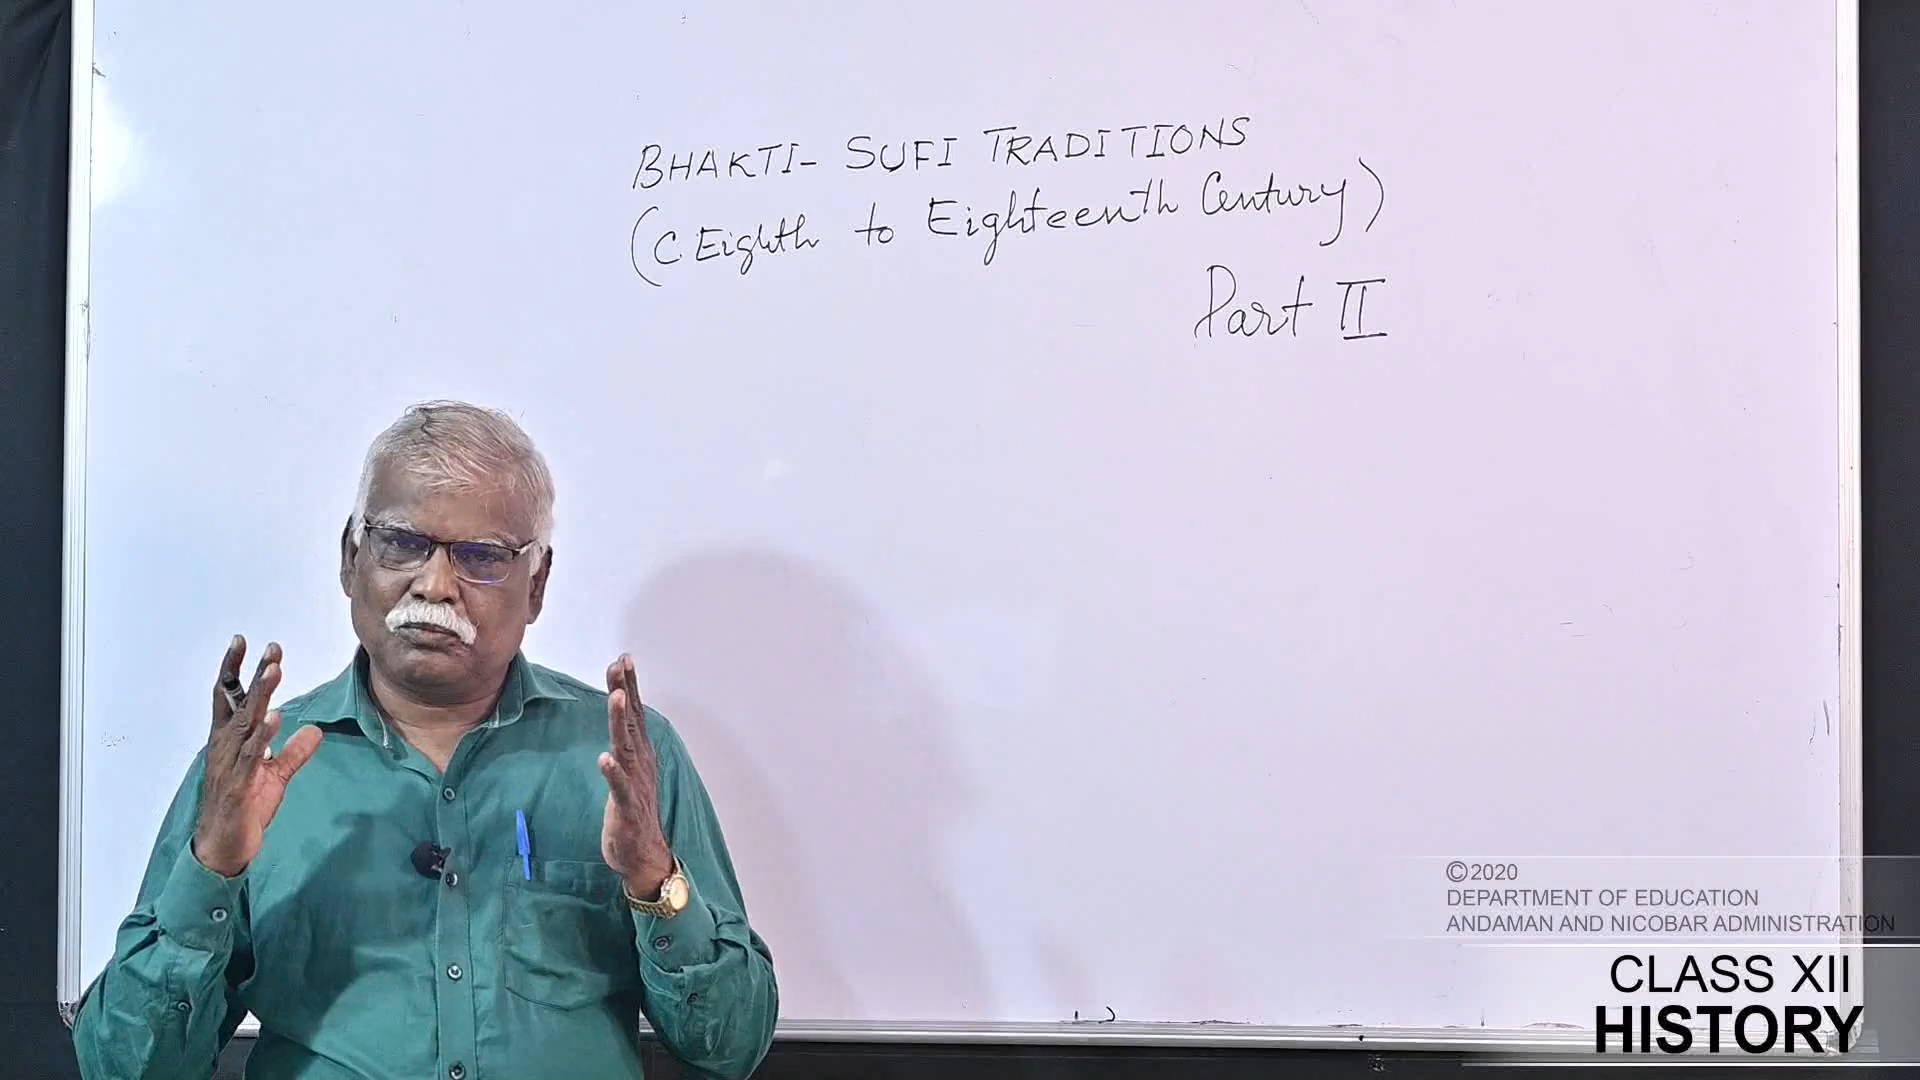 BHAKTI- SUFI TRADITIONS
(C. Eighth to Eighteenth Century)
Part II
©2020
DEPARTMENT OF EDUCATION
ANDAMAN AND NICOBAR ADMINISTRATION
CLASS XII
HISTORY